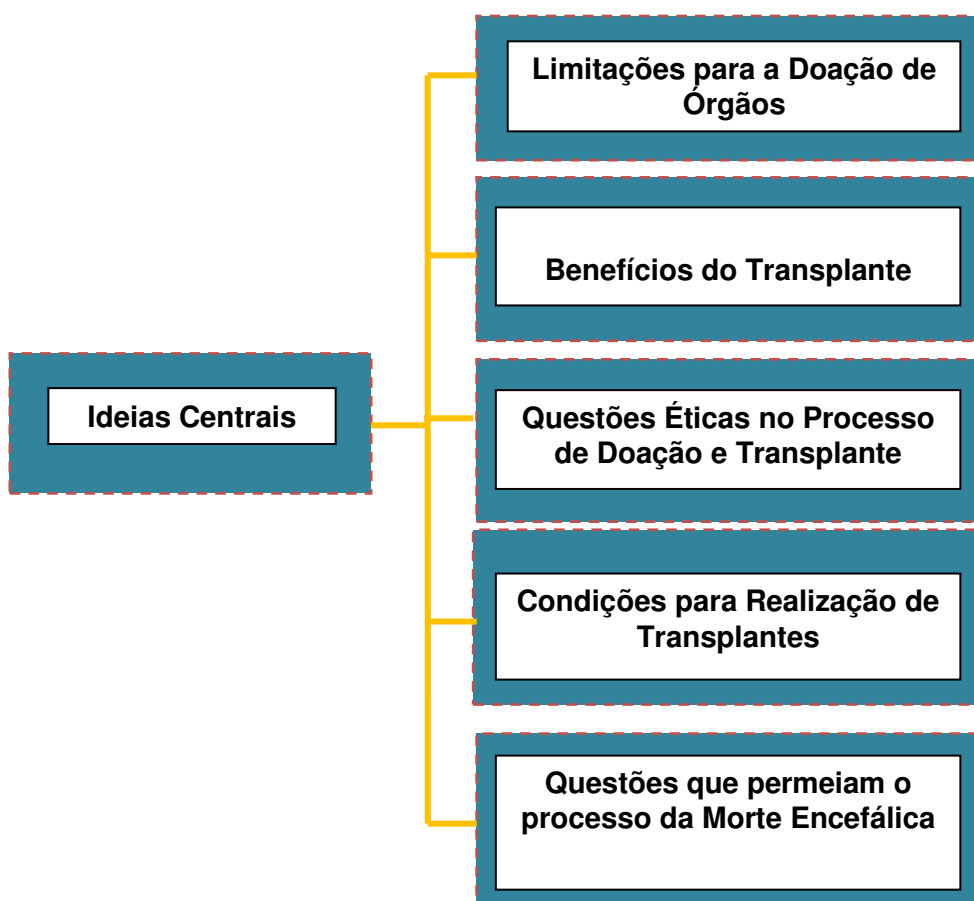 Limitações para a Doação de
Órgãos
Benefícios do Transplante
Ideias Centrais
Questões Éticas no Processo
de Doação e Transplante
Condições para Realização de
Transplantes
Questões que permeiam o
processo da Morte Encefálica